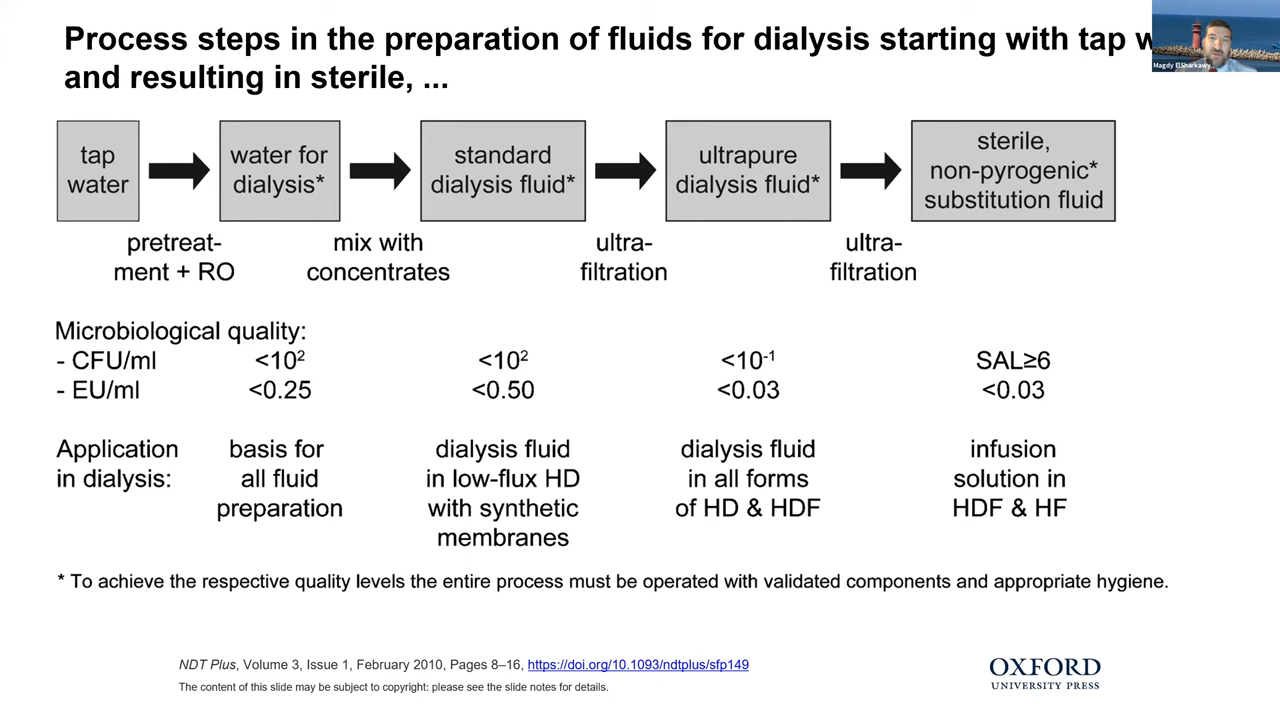 Process steps in the preparation of fluids for dialysis starting with tap
and resulting in sterile, ...
Magdy ElSharkawy
tap
water
water for
dialysis*
standard
dialysis fluid*
ultrapure
dialysis fluid*
sterile,
non-pyrogenic*
substitution fluid
pretreat-
ment + RO
mix with
concentrates
ultra-
filtration
ultra-
filtration
Microbiological quality:
- CFU/ml <10² <10² <10⁻¹ SAL≥6
- EU/ml <0.25 <0.50 <0.03 <0.03
Application
in dialysis:
basis for
all fluid
preparation
dialysis fluid
in low-flux HD
with synthetic
membranes
dialysis fluid
in all forms
of HD & HDF
infusion
solution in
HDF & HF
* To achieve the respective quality levels the entire process must be operated with validated components and appropriate hygiene.
NDT Plus, Volume 3, Issue 1, February 2010, Pages 8–16, https://doi.org/10.1093/ndtplus/sfp149
The content of this slide may be subject to copyright: please see the slide notes for details.
OXFORD
UNIVERSITY PRESS